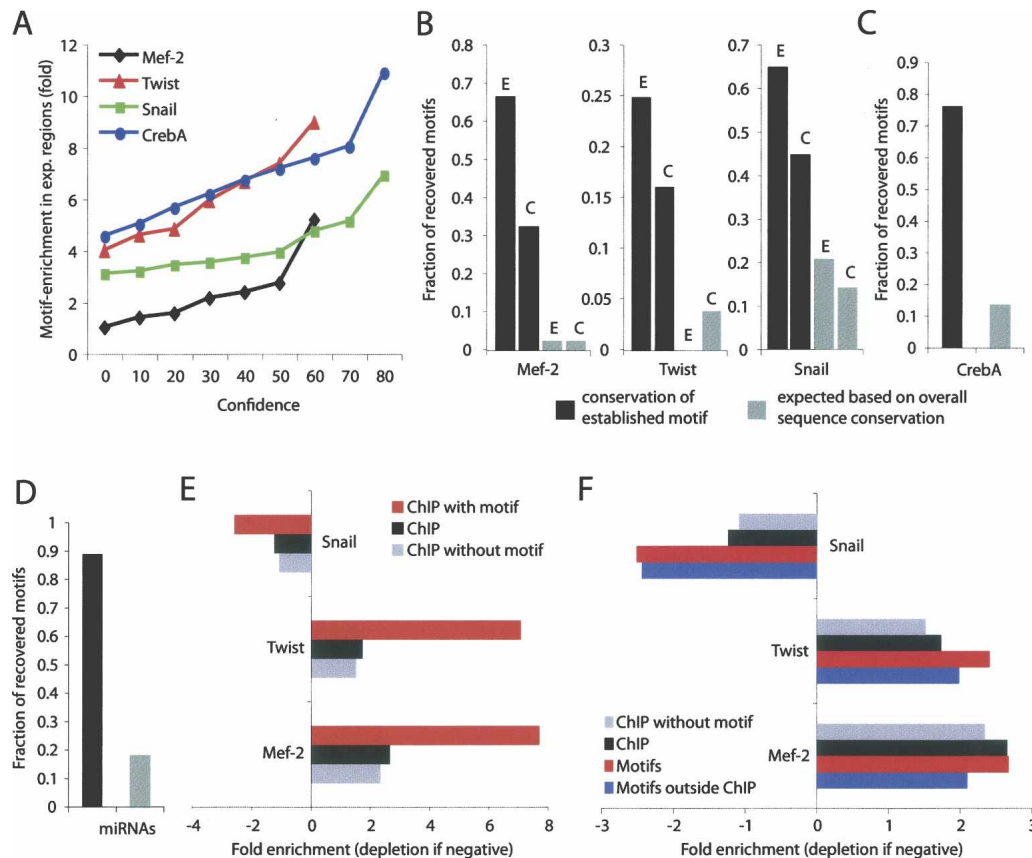 A
Motif-enrichment in exp. regions (fold)
12
10
8
6
4
2
0
Mef-2
Twist
Snail
CrebA
0 10 20 30 40 50 60 70 80
Confidence
B
Fraction of recovered motifs
0.8
0.7
0.6
0.5
0.4
0.3
0.2
0.1
0
E
C
E
C
Mef-2
0.3
0.25
0.2
0.15
0.1
0.05
0
E
C
E
C
Twist
0.7
0.6
0.5
0.4
0.3
0.2
0.1
0
E
C
E
C
Snail
C
Fraction of recovered motifs
0.9
0.8
0.7
0.6
0.5
0.4
0.3
0.2
0.1
0
CrebA
conservation of
established motif
expected based on overall
sequence conservation
D
Fraction of recovered motifs
1
0.9
0.8
0.7
0.6
0.5
0.4
0.3
0.2
0.1
0
miRNAs
E
ChIP with motif
ChIP
ChIP without motif
Snail
Twist
Mef-2
-4 -2 0 2 4 6 8
Fold enrichment (depletion if negative)
F
Snail
Twist
Mef-2
ChIP without motif
ChIP
Motifs
Motifs outside ChIP
-3 -2 -1 0 1 2 3
Fold enrichment (depletion if negative)